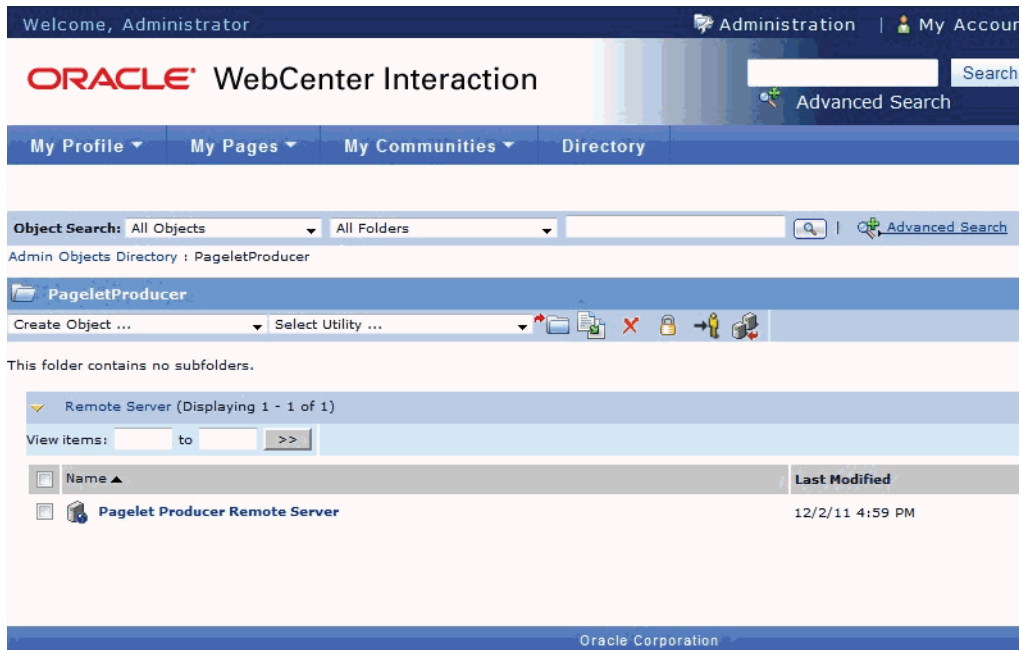 Welcome, Administrator
Administration | My Accoun
ORACLE WebCenter Interaction
Search
Advanced Search
My Profile My Pages My Communities Directory
Object Search: All Objects All Folders | Advanced Search
Admin Objects Directory : PageletProducer
PageletProducer
Create Object ... Select Utility ...
This folder contains no subfolders.
Remote Server (Displaying 1 - 1 of 1)
View items: to >>
Name Last Modified
Pagelet Producer Remote Server 12/2/11 4:59 PM
Oracle Corporation